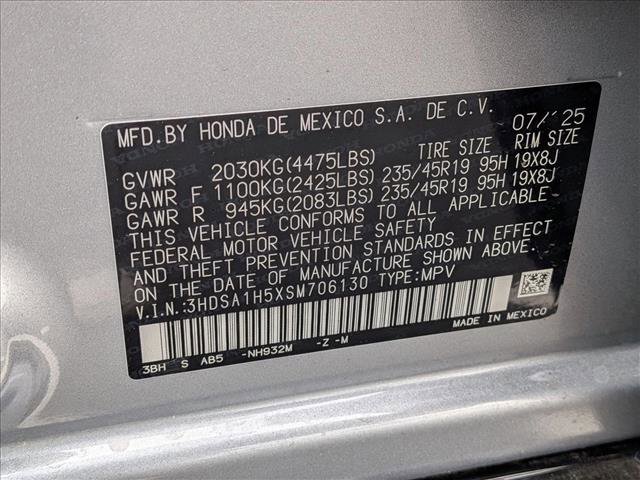 MFD.BY HONDA DE MEXICO S.A. DE C.V. 07/'25
GVWR 2030KG(4475LBS) TIRE SIZE RIM SIZE
GAWR F 1100KG(2425LBS) 235/45R19 95H 19X8J
GAWR R 945KG(2083LBS) 235/45R19 95H 19X8J
THIS VEHICLE CONFORMS TO ALL APPLICABLE
FEDERAL MOTOR VEHICLE SAFETY
AND THEFT PREVENTION STANDARDS IN EFFECT
ON THE DATE OF MANUFACTURE SHOWN ABOVE.
V.I.N.:3HDSA1H5XSM706130 TYPE:MPV
3BH S AB5 -NH932M -Z -M MADE IN MEXICO